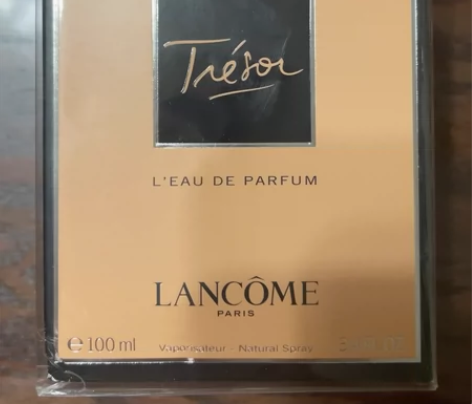 Trésor
L'EAU DE PARFUM
LANCÔME
PARIS
℮ 100 ml Vaporisateur - Natural Spray